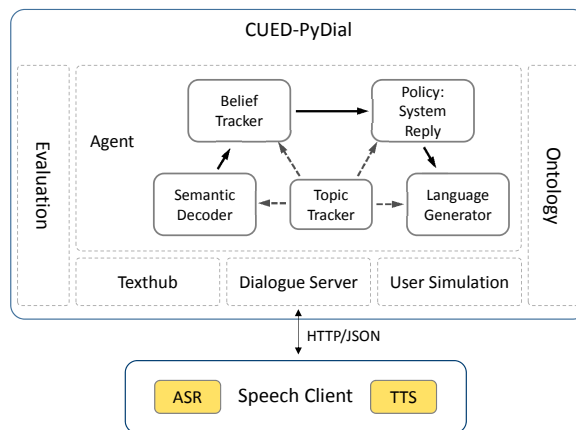 CUED-PyDial
Evaluation
Agent
Belief
Tracker
Policy:
System
Reply
Semantic
Decoder
Topic
Tracker
Language
Generator
Ontology
Texthub
Dialogue Server
User Simulation
HTTP/JSON
ASR
Speech Client
TTS